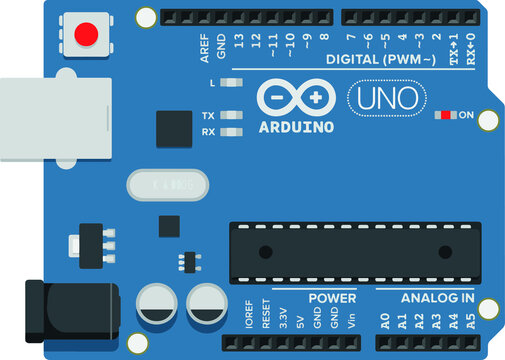 AREF
GND
13
12
~11
~10
~9
8
7
~6
~5
4
~3
2
TX→1
RX←0
DIGITAL (PWM ~)
L
TX
RX
ARDUINO
UNO
ON
POWER
ANALOG IN
IOREF
RESET
3.3V
5V
GND
GND
Vin
A0
A1
A2
A3
A4
A5